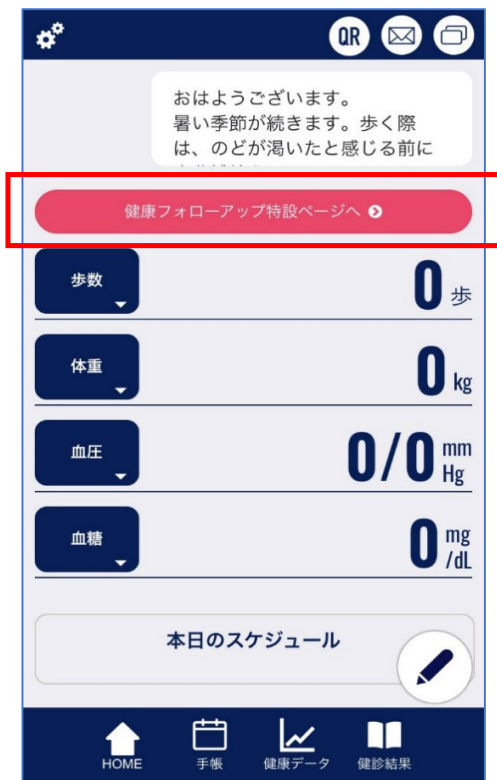 QR
おはようございます。
暑い季節が続きます。歩く際
は、のどが渇いたと感じる前に
健康フォローアップ特設ページへ
歩数
0 歩
体重
0 kg
血圧
0/0 mm
Hg
血糖
0 mg
/dL
本日のスケジュール
HOME 手帳 健康データ 健診結果